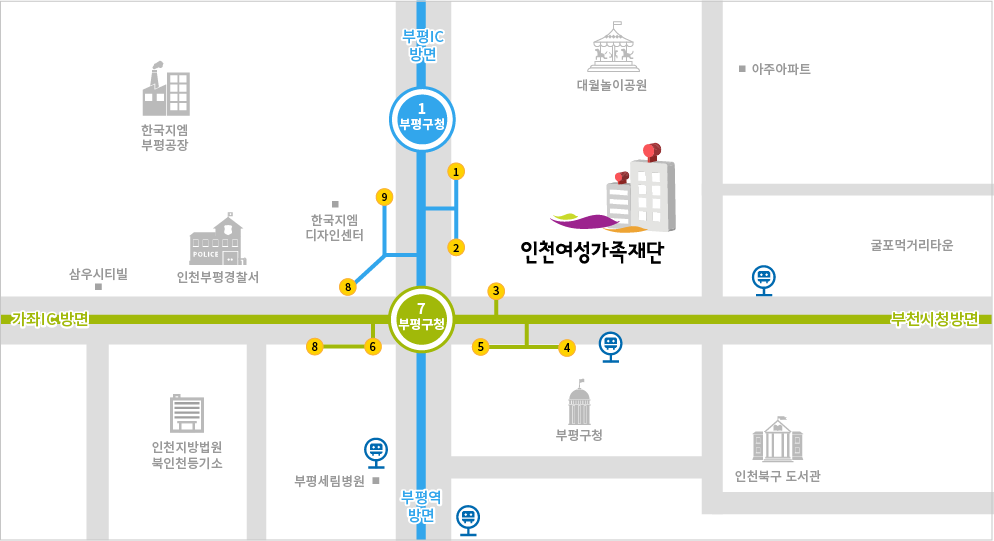 부평IC
방면
대월놀이공원
아주아파트
1
부평구청
한국지엠
부평공장
1
9
한국지엠
디자인센터
POLICE
인천부평경찰서
2
인천여성가족재단
굴포먹거리타운
삼우시티빌
8
3
7
부평구청
가좌IC 방면
부천시청방면
8
6
5
4
부평구청
인천지방법원
북인천등기소
부평세림병원
인천북구 도서관
부평역
방면